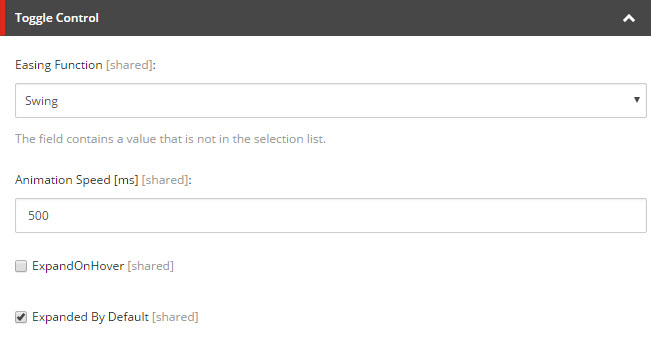 Toggle Control
Easing Function [shared]:
Swing
The field contains a value that is not in the selection list.
Animation Speed [ms] [shared]:
500
ExpandOnHover [shared]
Expanded By Default [shared]